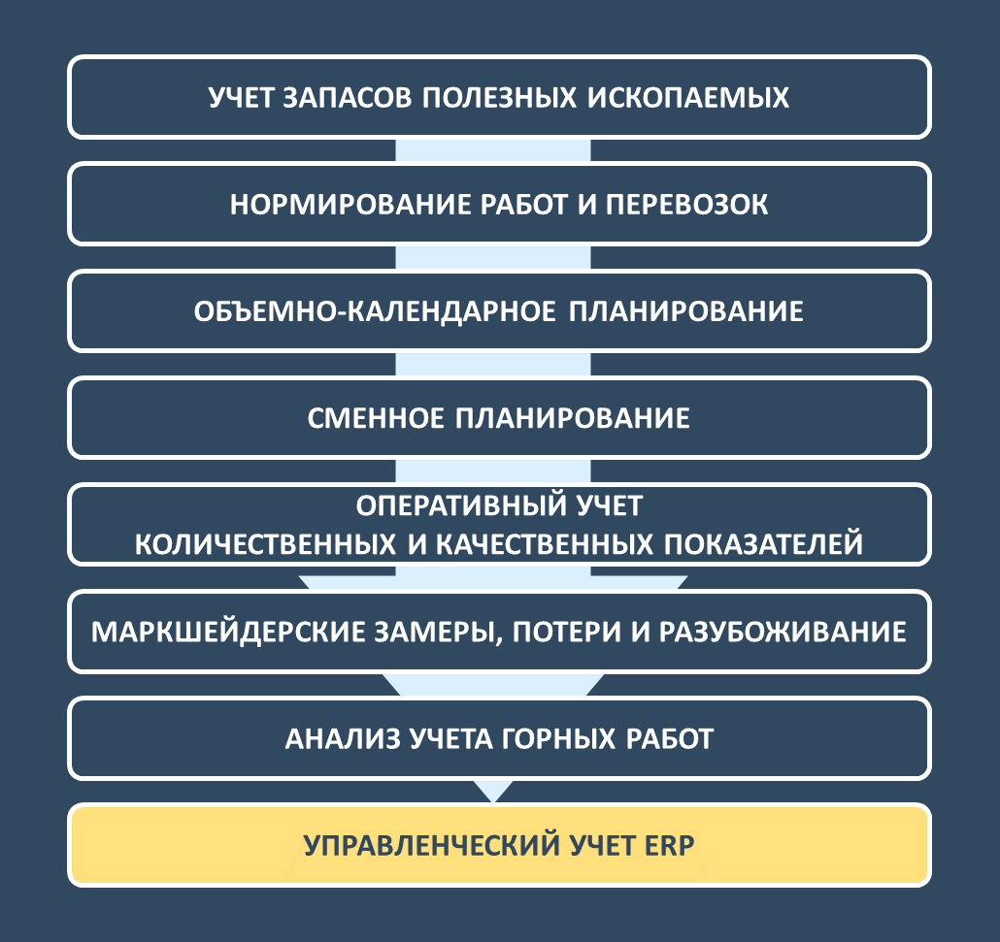 УЧЕТ ЗАПАСОВ ПОЛЕЗНЫХ ИСКОПАЕМЫХ
НОРМИРОВАНИЕ РАБОТ И ПЕРЕВОЗОК
ОБЪЕМНО-КАЛЕНДАРНОЕ ПЛАНИРОВАНИЕ
СМЕННОЕ ПЛАНИРОВАНИЕ
ОПЕРАТИВНЫЙ УЧЕТ
КОЛИЧЕСТВЕННЫХ И КАЧЕСТВЕННЫХ ПОКАЗАТЕЛЕЙ
МАРКШЕЙДЕРСКИЕ ЗАМЕРЫ, ПОТЕРИ И РАЗУБОЖИВАНИЕ
АНАЛИЗ УЧЕТА ГОРНЫХ РАБОТ
УПРАВЛЕНЧЕСКИЙ УЧЕТ ERP